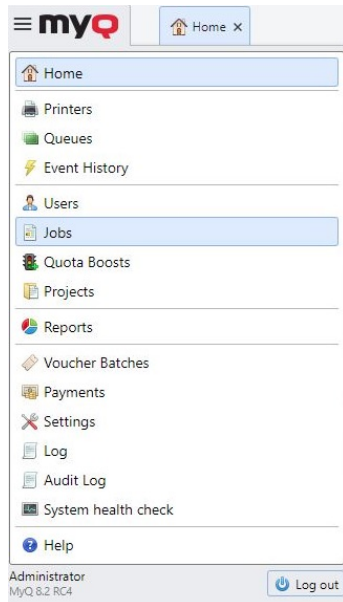 myQ
Home
Home
Printers
Queues
Event History
Users
Jobs
Quota Boosts
Projects
Reports
Voucher Batches
Payments
Settings
Log
Audit Log
System health check
Help
Administrator
MyQ 8.2 RC4
Log out